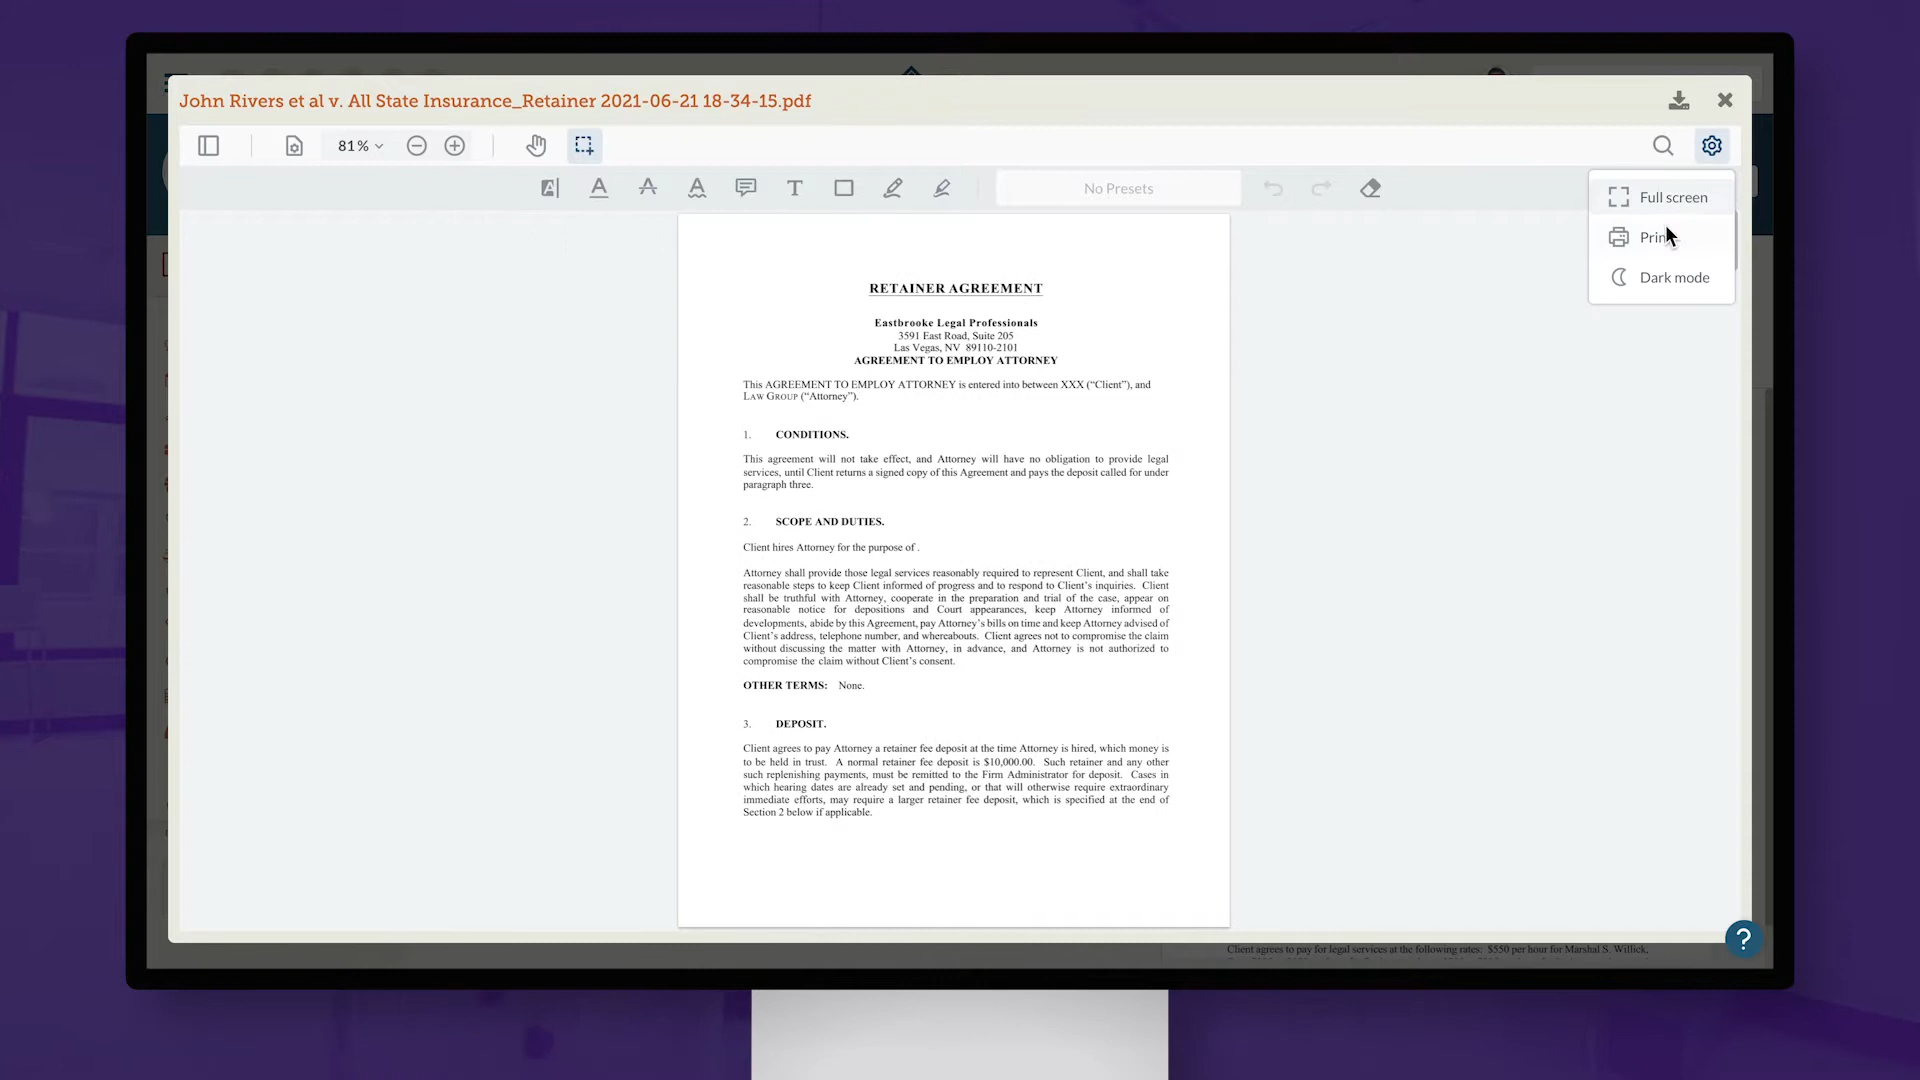 John Rivers et al v. All State Insurance_Retainer 2021-06-21 18-34-15.pdf
81%
No Presets
Full screen
Prin
Dark mode
RETAINER AGREEMENT
Eastbrooke Legal Professionals
3591 East Road, Suite 205
Las Vegas, NV 89110-2101
AGREEMENT TO EMPLOY ATTORNEY
This AGREEMENT TO EMPLOY ATTORNEY is entered into between XXX (“Client”), and
LAW GROUP (“Attorney”).
1. CONDITIONS.
This agreement will not take effect, and Attorney will have no obligation to provide legal
services, until Client returns a signed copy of this Agreement and pays the deposit called for under
paragraph three.
2. SCOPE AND DUTIES.
Client hires Attorney for the purpose of .
Attorney shall provide those legal services reasonably required to represent Client, and shall take
reasonable steps to keep Client informed of progress and to respond to Client’s inquiries. Client
shall be truthful with Attorney, cooperate in the preparation and trial of the case, appear on
reasonable notice for depositions and Court appearances, keep Attorney informed of
developments, abide by this Agreement, pay Attorney’s bills on time and keep Attorney advised of
Client’s address, telephone number, and whereabouts. Client agrees not to compromise the claim
without discussing the matter with Attorney, in advance, and Attorney is not authorized to
compromise the claim without Client’s consent.
OTHER TERMS: None.
3. DEPOSIT.
Client agrees to pay Attorney a retainer fee deposit at the time Attorney is hired, which money is
to be held in trust. A normal retainer fee deposit is $10,000.00. Such retainer and any other
such replenishing payments, must be remitted to the Firm Administrator for deposit. Cases in
which hearing dates are already set and pending, or that will otherwise require extraordinary
immediate efforts, may require a larger retainer fee deposit, which is specified at the end of
Section 2 below if applicable.
?
Client agrees to pay for legal services at the following rates: $550 per hour for Marshal S. Willick,